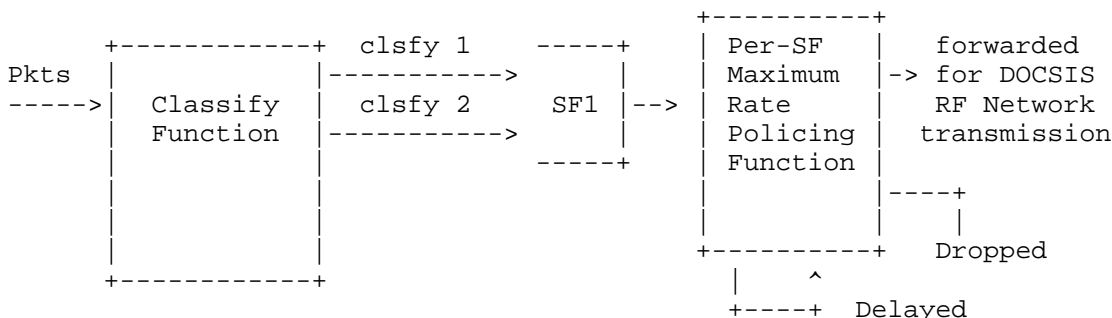 +----------+
      +------------+  clsfy 1     -----+     | Per-SF   |   forwarded
Pkts  |            |----------->       |     | Maximum  |-> for DOCSIS
----->|  Classify  |  clsfy 2     SF1  |-->  | Rate     |   RF Network
      |  Function  |----------->       |     | Policing |  transmission
      |            |              -----+     | Function |
      |            |                         |          |----+
      |            |                         |          |    |
      |            |                         +----------+  Dropped
      +------------+                           |    ^
                                               +----+  Delayed